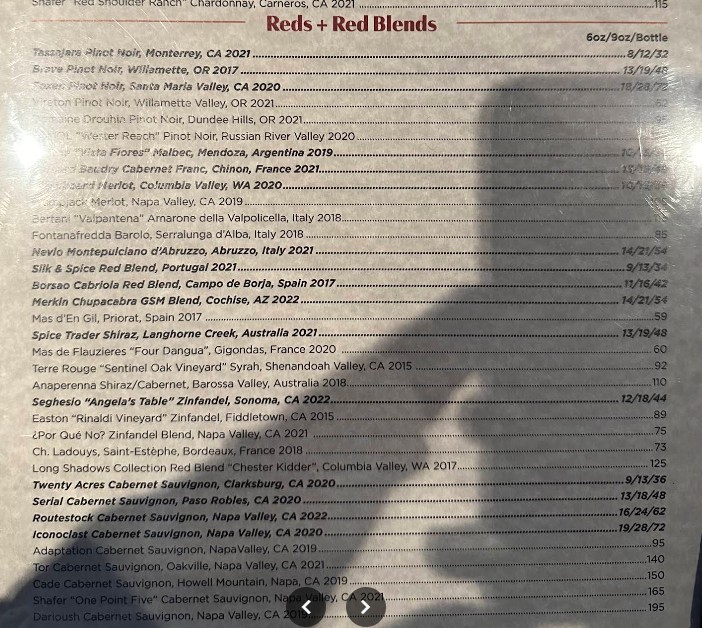 Shafer "Red Shoulder Ranch" Chardonnay, Carneros, CA 2021 115
Reds + Red Blends
6oz/9oz/Bottle
Pinot Noir, Monterrey, CA 2021 8/12/32
Brave Pinot Noir, Willamette, OR 2017 13/19/48
Pinot Noir, Santa Maria Valley, CA 2020 19/28/72
Pinot Noir, Willametta Valley, OR 2021
Drouhin Pinot Noir, Dundee Hills, OR 2021
Reach" Pinot Noir, Russian River Valley 2020
"Vista Flores" Malbec, Mendoza, Argentina 2019
Baudry Cabernet Franc, Chinon, France 2021
Merlot, Columbia Valley, WA 2020
Merlot, Napa Valley, CA 2019
Bertani "Valpantena" Amarone della Valpolicella, Italy 2018
Fontanafredda Barolo, Serralunga d'Alba, Italy 2018 85
Nevio Montepulciano d'Abruzzo, Abruzzo, Italy 2021 14/21/54
Silk & Spice Red Blend, Portugal 2021 9/13/34
Borsao Cabriola Red Blend, Campo de Borja, Spain 2017 11/16/42
Merkin Chupacabra GSM Blend, Cochise, AZ 2022 14/21/54
Mas d'En Gil, Priorat, Spain 2017 59
Spice Trader Shiraz, Langhorne Creek, Australia 2021 13/19/48
Mas de Flauzieres "Four Dangua", Gigondas, France 2020 60
Terre Rouge "Sentinel Oak Vineyard" Syrah, Shenandoah Valley, CA 2015 92
Anaperenna Shiraz/Cabernet, Barossa Valley, Australia 2018 110
Seghesio "Angela's Table" Zinfandel, Sonoma, CA 2022 12/18/44
Easton "Rinaldi Vineyard" Zinfandel, Fiddletown, CA 2015 89
¿Por Qué No? Zinfandel Blend, Napa Valley, CA 2021 75
Ch. Ladouys, Saint-Estèphe, Bordeaux, France 2018 73
Long Shadows Collection Red Blend "Chester Kidder", Columbia Valley, WA 2017 125
Twenty Acres Cabernet Sauvignon, Clarksburg, CA 2020 9/13/36
Serial Cabernet Sauvignon, Paso Robles, CA 2020 13/18/48
Routestock Cabernet Sauvignon, Napa Valley, CA 2022 16/24/62
Iconoclast Cabernet Sauvignon, Napa Valley, CA 2020 19/28/72
Adaptation Cabernet Sauvignon, NapaValley, CA 2019 95
Tor Cabernet Sauvignon, Oakville, Napa Valley, CA 2021 140
Cade Cabernet Sauvignon, Howell Mountain, Napa, CA 2019 150
Shafer "One Point Five" Cabernet Sauvignon, Napa Valley, CA 2021 165
Darioush Cabernet Sauvignon, Napa Valley, CA 195